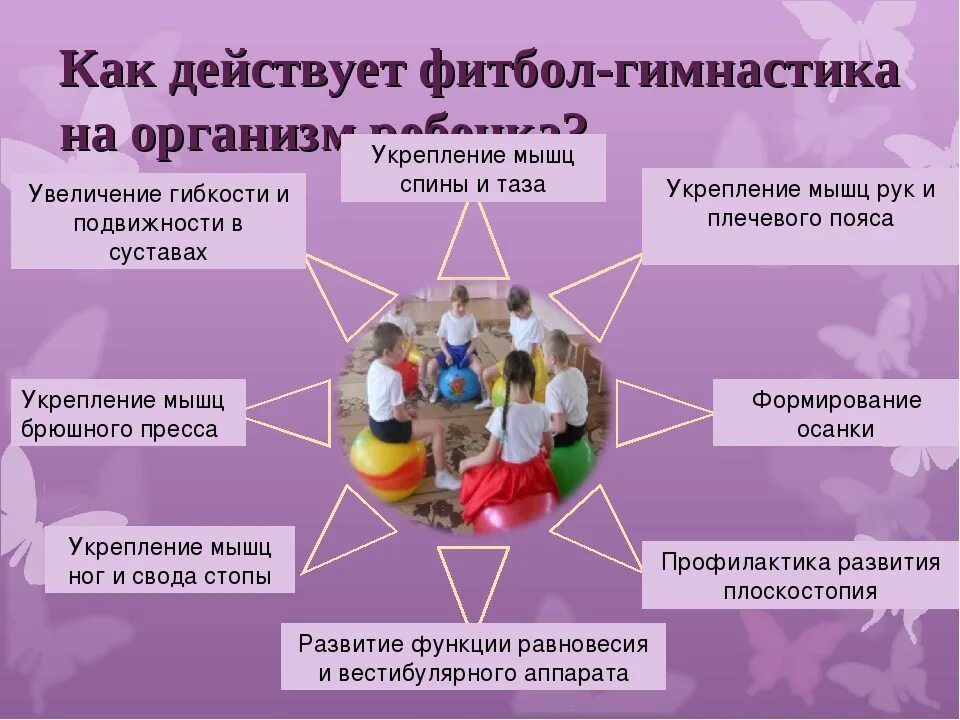 Как действует фитбол-гимнастика
на организм ребенка?
Укрепление мышц
спины и таза
Укрепление мышц рук и
плечевого пояса
Формирование
осанки
Профилактика развития
плоскостопия
Развитие функции равновесия
и вестибулярного аппарата
Укрепление мышц
ног и свода стопы
Укрепление мышц
брюшного пресса
Увеличение гибкости и
подвижности в
суставах